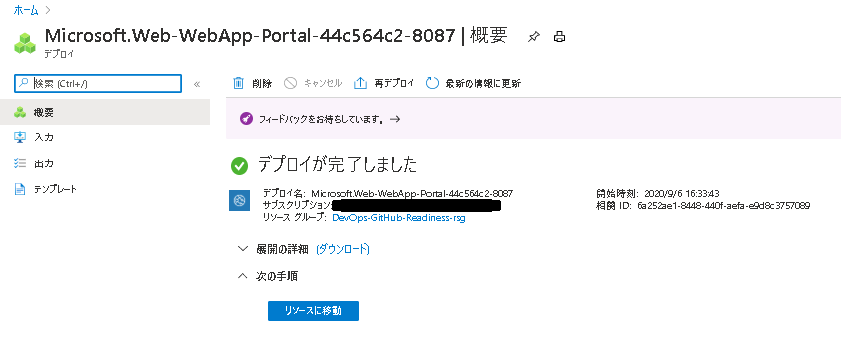 ホーム >
Microsoft.Web-WebApp-Portal-44c564c2-8087 | 概要
デプロイ
検索 (Ctrl+/)
«
削除 キャンセル 再デプロイ 最新の情報に更新
概要
入力
出力
テンプレート
フィードバックをお待ちしています。 →
デプロイが完了しました
デプロイ名: Microsoft.Web-WebApp-Portal-44c564c2-8087
サブスクリプション:
リソース グループ: DevOps-GitHub-Readiness-rsg
開始時刻: 2020/9/6 16:33:43
相関 ID: 6a252ae1-8448-440f-aefa-e9d8c3757089
展開の詳細 (ダウンロード)
次の手順
リソースに移動